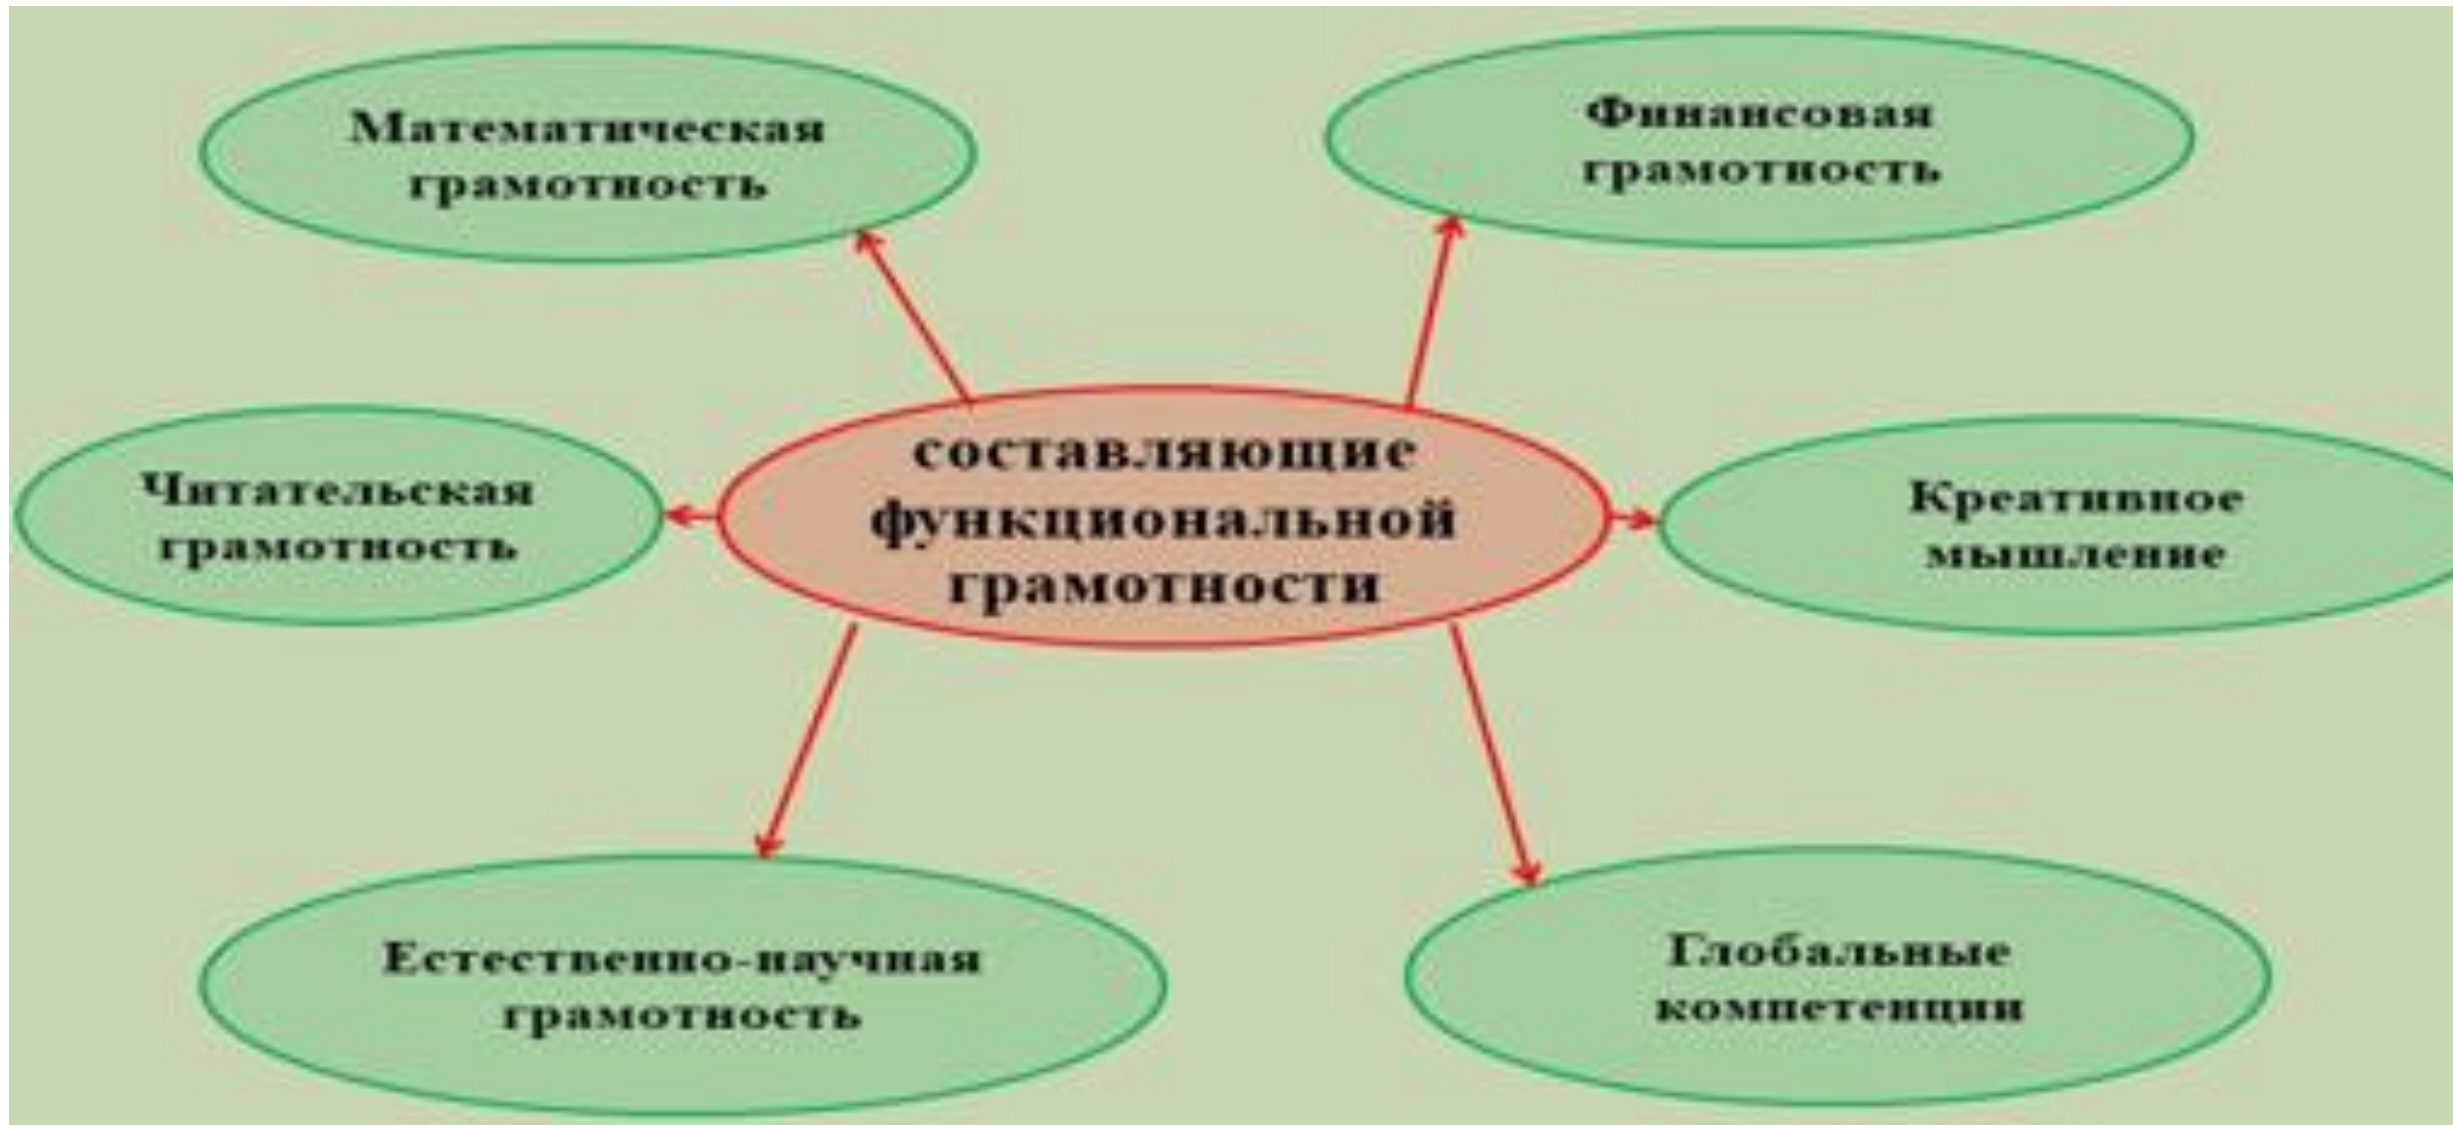 Математическая
грамотность
Финансовая
грамотность
составляющие
функциональной
грамотности
Читательская
грамотность
Креативное
мышление
Естественно-научная
грамотность
Глобальные
компетенции